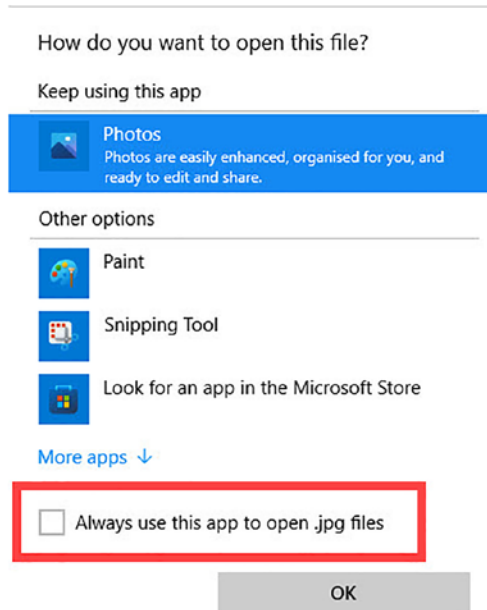 How do you want to open this file?
Keep using this app
Photos
Photos are easily enhanced, organised for you, and
ready to edit and share.
Other options
Paint
Snipping Tool
Look for an app in the Microsoft Store
More apps ↓
Always use this app to open .jpg files
OK